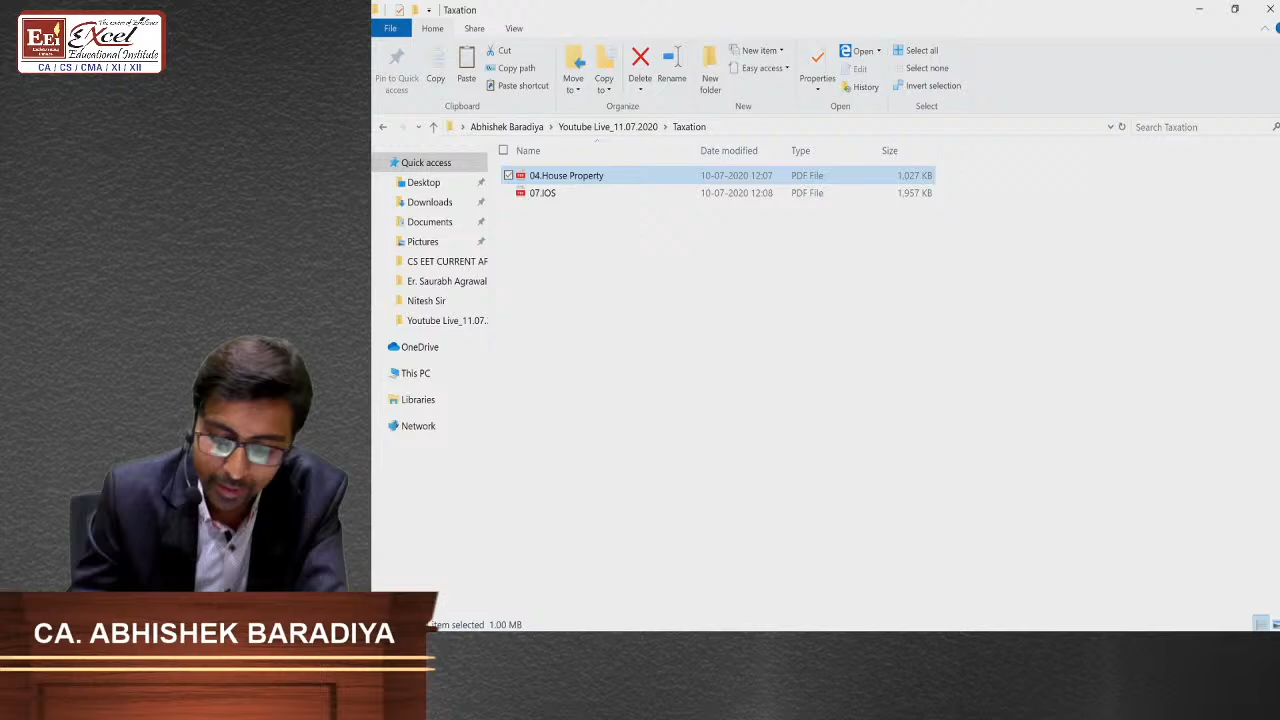 The center of Excellence
EEi
Excel
Educational Institute
CA / CS / CMA / XI / XII
Taxation
File
Home
Share
View
Pin to Quick access
Copy
Paste
Cut
Copy path
Paste shortcut
Clipboard
Move to
Copy to
Delete
Rename
Organize
New folder
New item
Easy access
New
Properties
Open
Edit
History
Open
Select all
Select none
Invert selection
Select
Abhishek Baradiya > Youtube Live_11.07.2020 > Taxation
Search Taxation
Name Date modified Type Size
04.House Property 10-07-2020 12:07 PDF File 1,027 KB
07.IOS 10-07-2020 12:08 PDF File 1,957 KB
Quick access
Desktop
Downloads
Documents
Pictures
CS EET CURRENT AF
Er. Saurabh Agrawal
Nitesh Sir
Youtube Live_11.07..
OneDrive
This PC
Libraries
Network
item selected 1.00 MB
CA. ABHISHEK BARADIYA